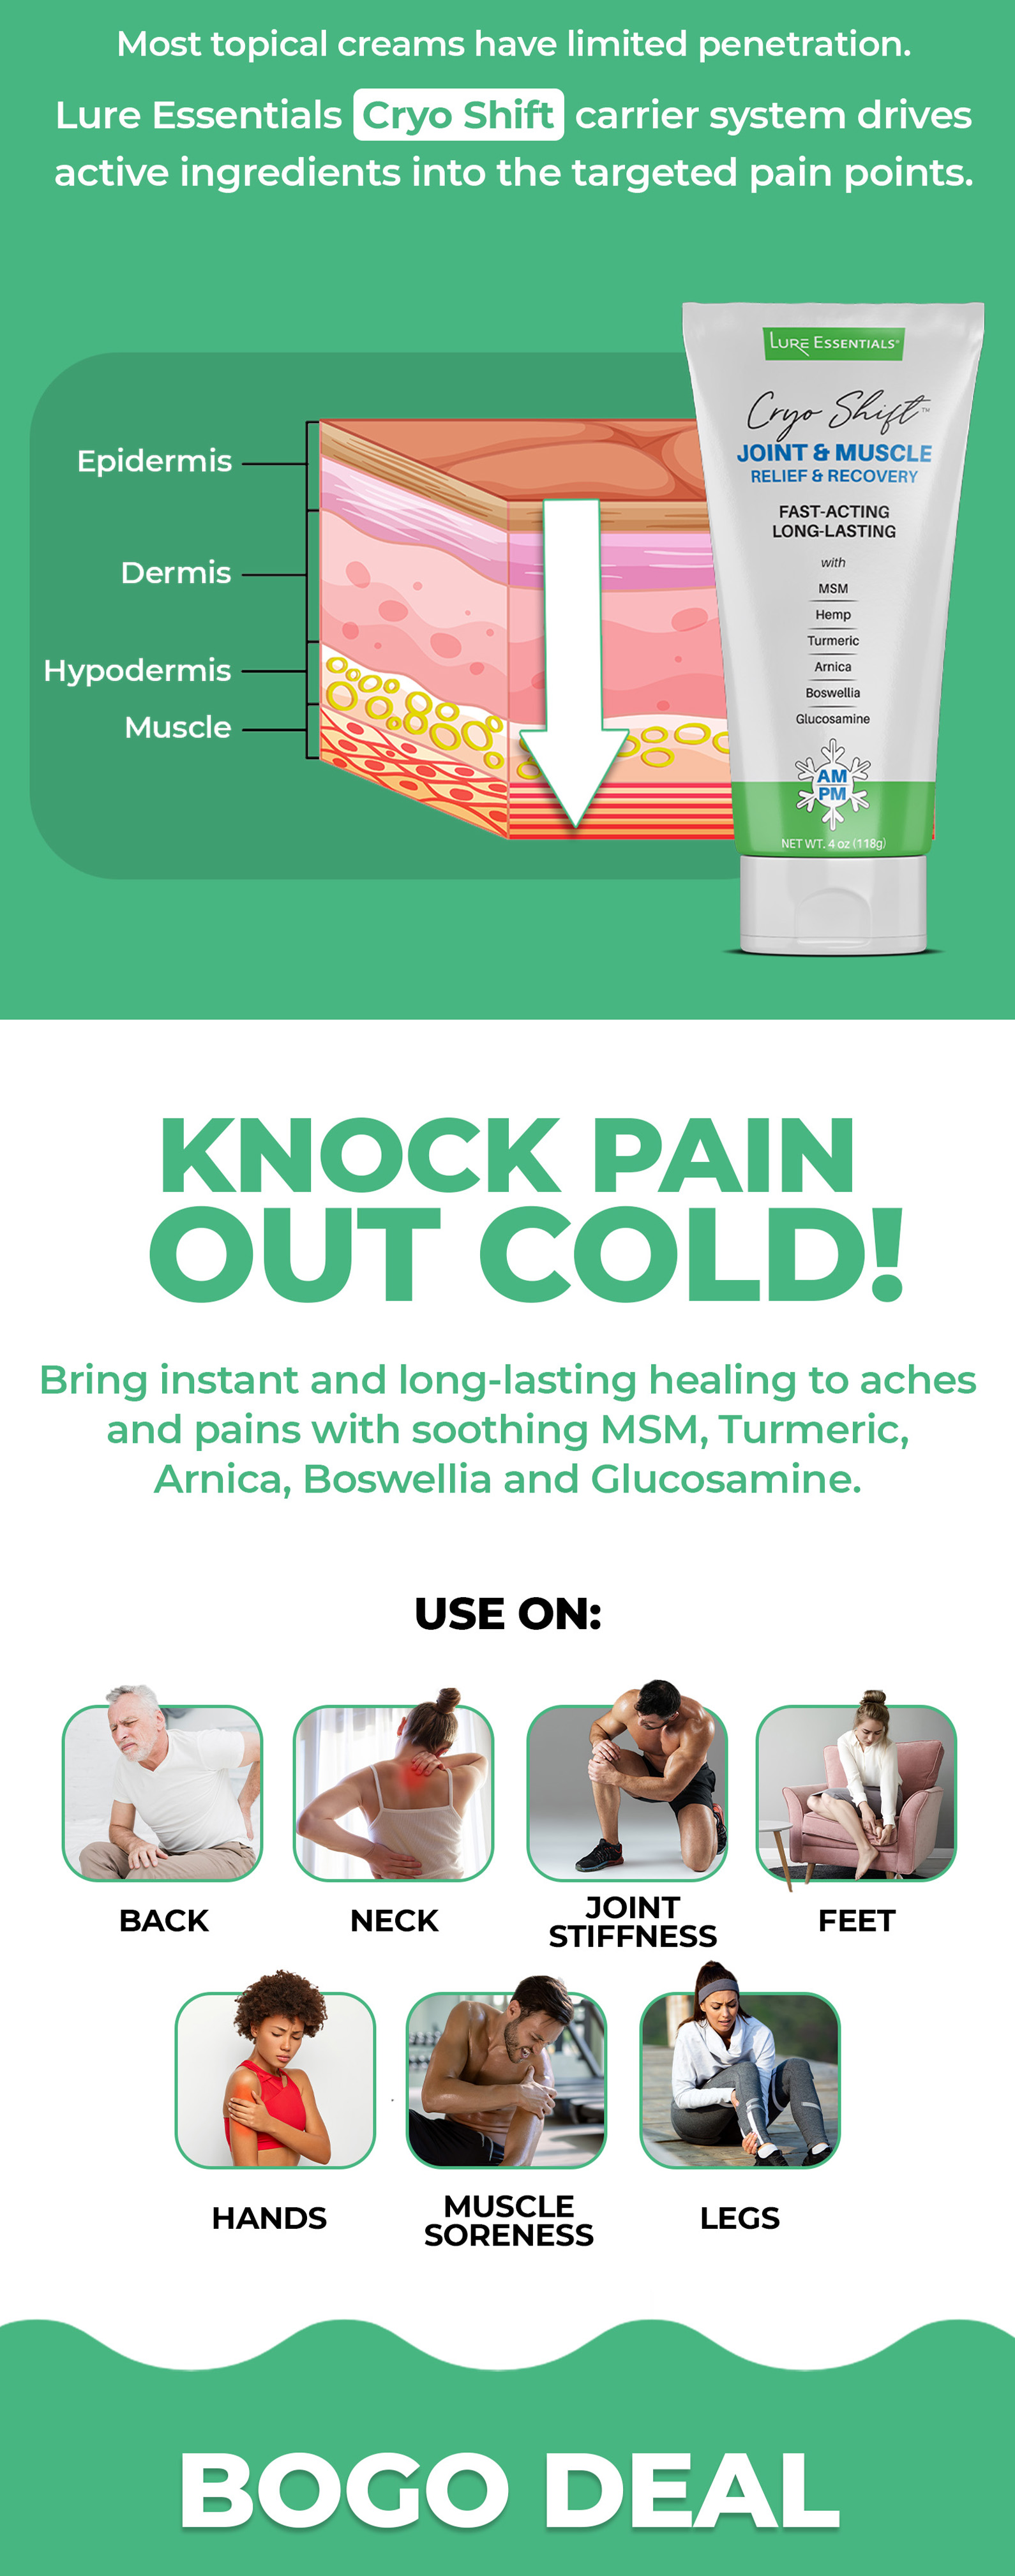 Most topical creams have limited penetration.
Lure Essentials Cryo Shift carrier system drives
active ingredients into the targeted pain points.
LURE ESSENTIALS®
Cryo Shift™
JOINT & MUSCLE
RELIEF & RECOVERY
FAST-ACTING
LONG-LASTING
with
MSM
Hemp
Turmeric
Arnica
Boswellia
Glucosamine
AM
PM
NET WT. 4 oz (118g)
Epidermis
Dermis
Hypodermis
Muscle
KNOCK PAIN
OUT COLD!
Bring instant and long-lasting healing to aches
and pains with soothing MSM, Turmeric,
Arnica, Boswellia and Glucosamine.
USE ON:
BACK
NECK
JOINT
STIFFNESS
FEET
HANDS
MUSCLE
SORENESS
LEGS
BOGO DEAL